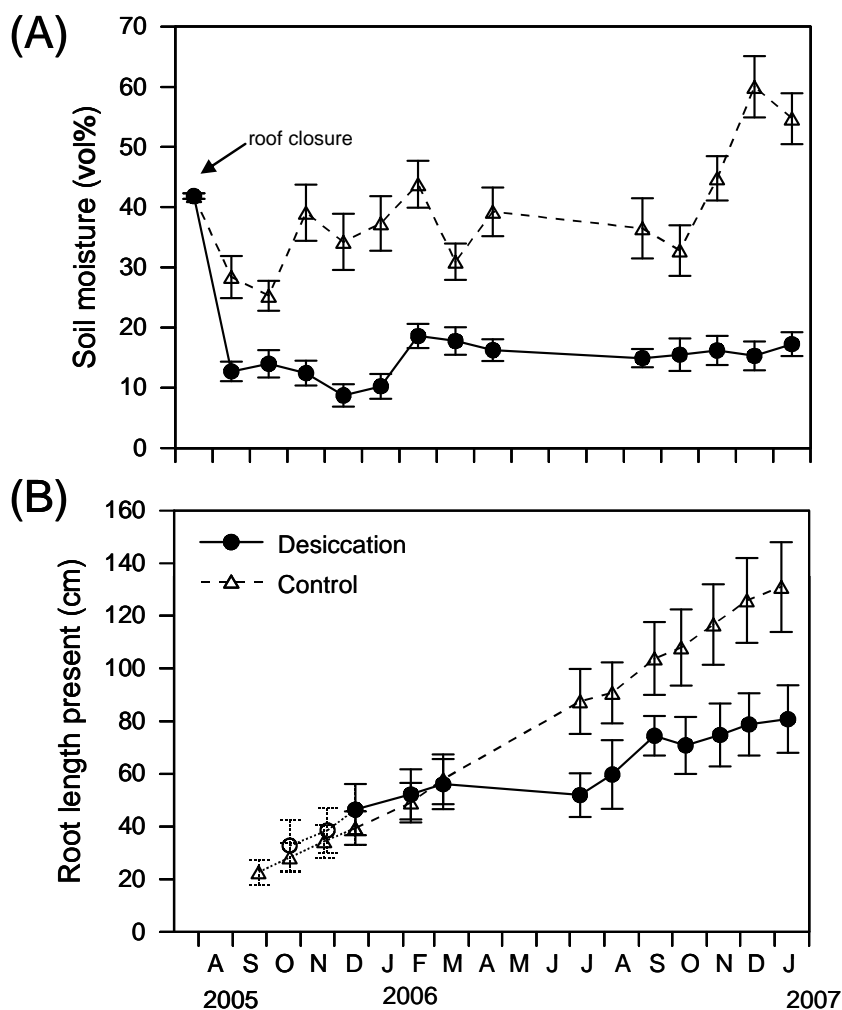 (A)
70
60
50
40
30
20
10
0
Soil moisture (vol%)
roof closure
(B)
160
140
120
100
80
60
40
20
0
Root length present (cm)
Desiccation
Control
A S O N D J F M A M J J A S O N D J
2005 2006 2007